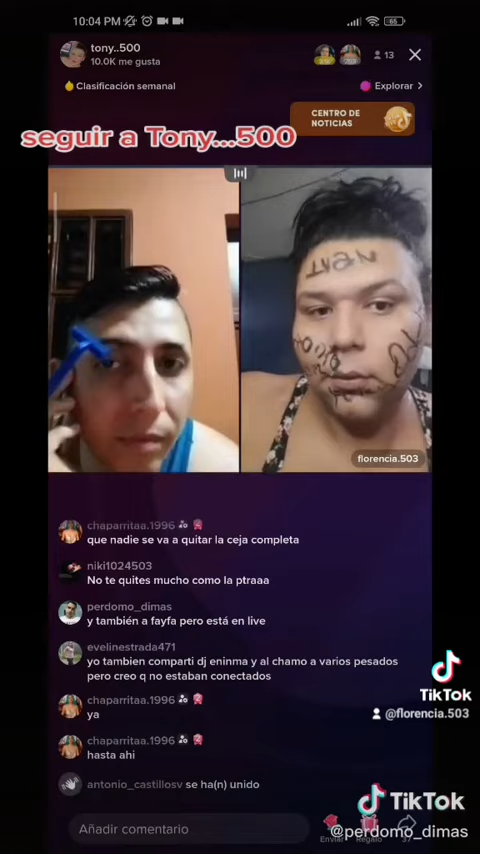 10:04 PM
65
tony..500
10.0K me gusta
13
Clasificación semanal
Explorar
CENTRO DE
NOTICIAS
seguir a Tony...500
florencia.503
chaparritaa.1996
que nadie se va a quitar la ceja completa
niki1024503
No te quites mucho como la ptraaa
perdomo_dimas
y también a fayfa pero está en live
evelinestrada471
yo tambien comparti dj eninma y al chamo a varios pesados
pero creo q no estaban conectados
chaparritaa.1996
ya
chaparritaa.1996
hasta ahi
antonio_castillosv se ha(n) unido
TikTok
@florencia.503
Añadir comentario
TikTok
@perdomo_dimas